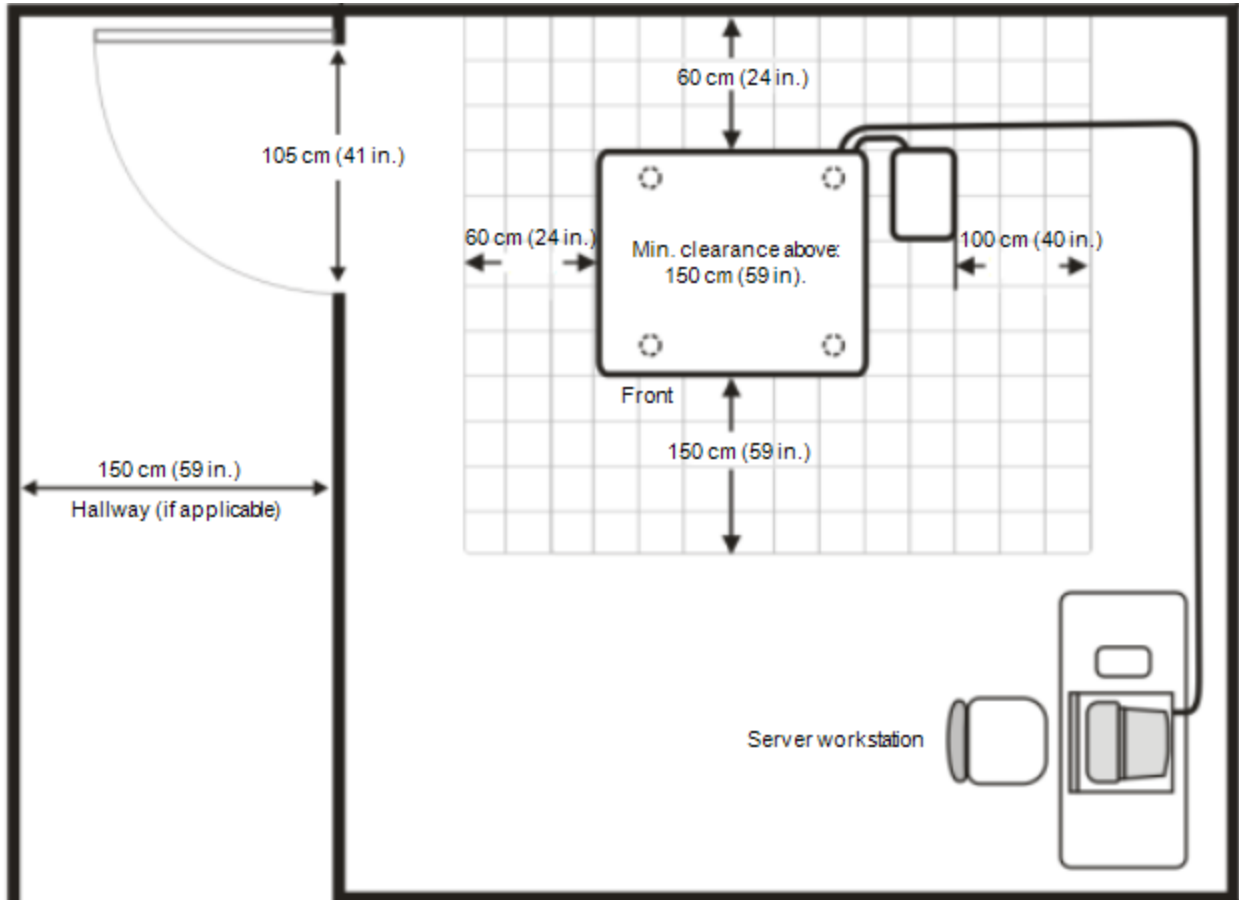 60 cm (24 in.)
105 cm (41 in.)
60 cm (24 in.)
Min. clearance above:
150 cm (59 in).
100 cm (40 in.)
Front
150 cm (59 in.)
150 cm (59 in.)
Hallway (if applicable)
Server workstation